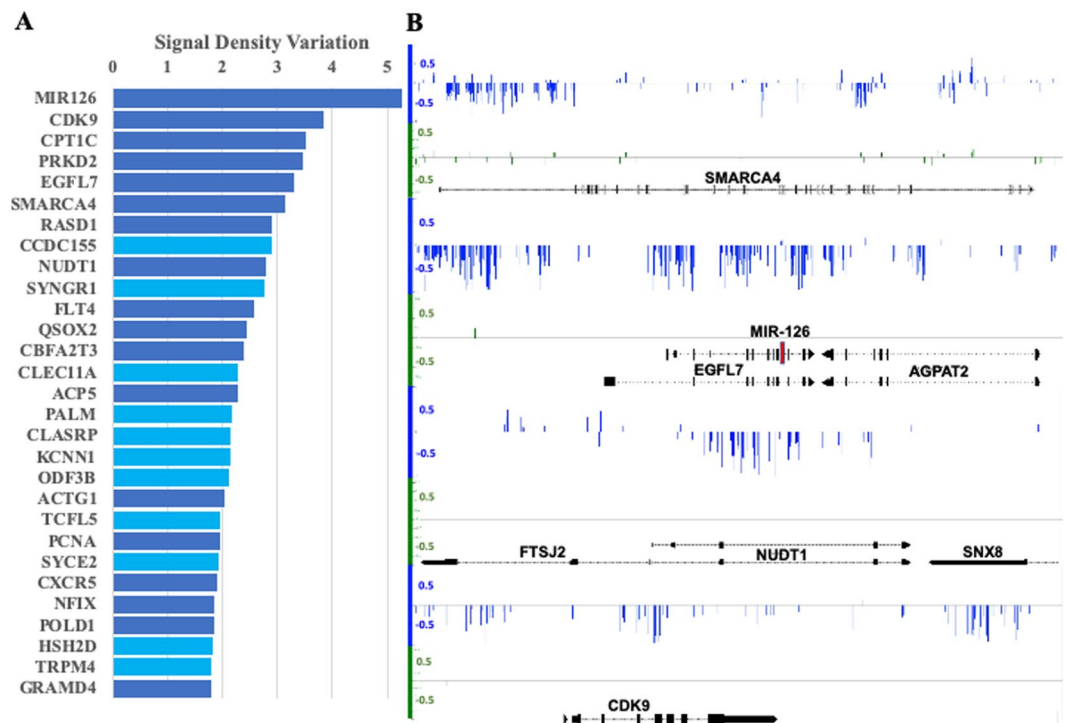 A
Signal Density Variation
0 1 2 3 4 5
MIR126
CDK9
CPT1C
PRKD2
EGFL7
SMARCA4
RASD1
CCDC155
NUDT1
SYNGR1
FLT4
QSOX2
CBFA2T3
CLEC11A
ACP5
PALM
CLASRP
KCNN1
ODF3B
ACTG1
TCFL5
PCNA
SYCE2
CXCR5
NFIX
POLD1
HSH2D
TRPM4
GRAMD4
B
0.5
-0.5
0.5
-0.5
SMARCA4
0.5
-0.5
0.5
-0.5
MIR-126
EGFL7 AGPAT2
0.5
-0.5
0.5
-0.5
FTSJ2 NUDT1 SNX8
0.5
-0.5
0.5
-0.5
CDK9